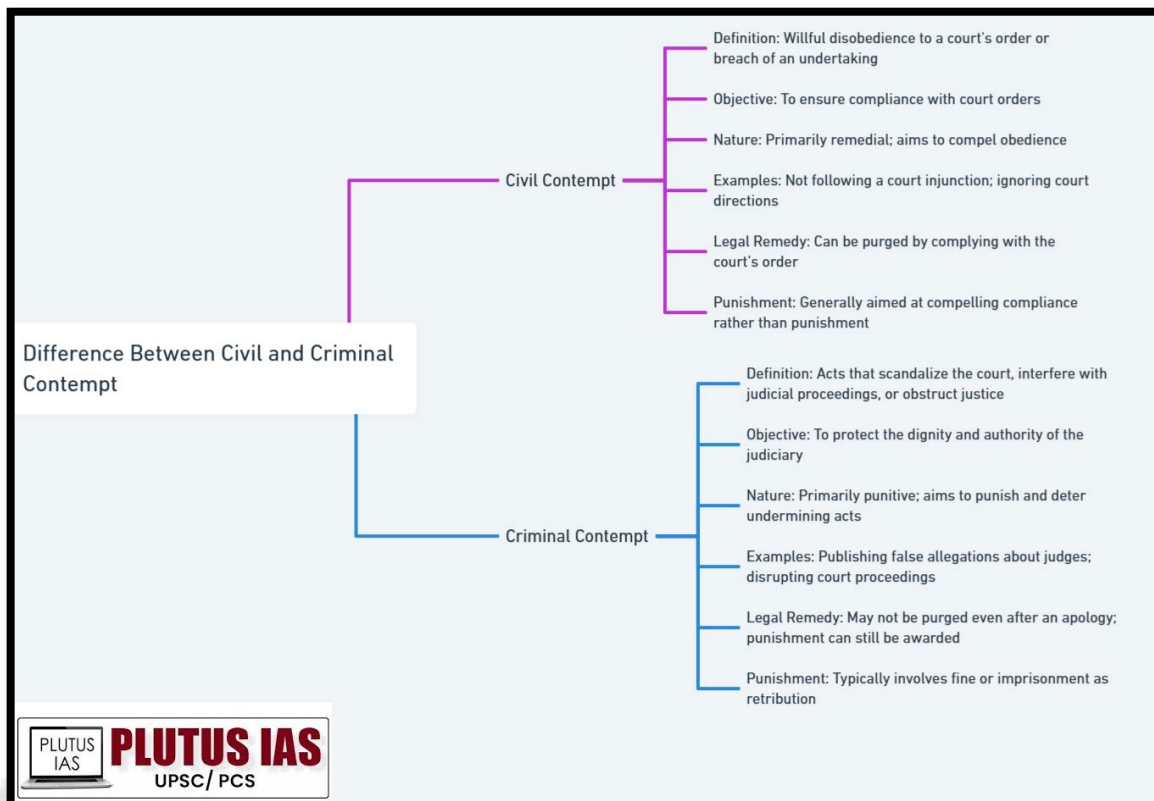 Difference Between Civil and Criminal
Contempt
Civil Contempt
Definition: Willful disobedience to a court's order or
breach of an undertaking
Objective: To ensure compliance with court orders
Nature: Primarily remedial; aims to compel obedience
Examples: Not following a court injunction; ignoring court
directions
Legal Remedy: Can be purged by complying with the
court's order
Punishment: Generally aimed at compelling compliance
rather than punishment
Criminal Contempt
Definition: Acts that scandalize the court, interfere with
judicial proceedings, or obstruct justice
Objective: To protect the dignity and authority of the
judiciary
Nature: Primarily punitive; aims to punish and deter
undermining acts
Examples: Publishing false allegations about judges;
disrupting court proceedings
Legal Remedy: May not be purged even after an apology;
punishment can still be awarded
Punishment: Typically involves fine or imprisonment as
retribution
PLUTUS
IAS
PLUTUS IAS
UPSC/ PCS